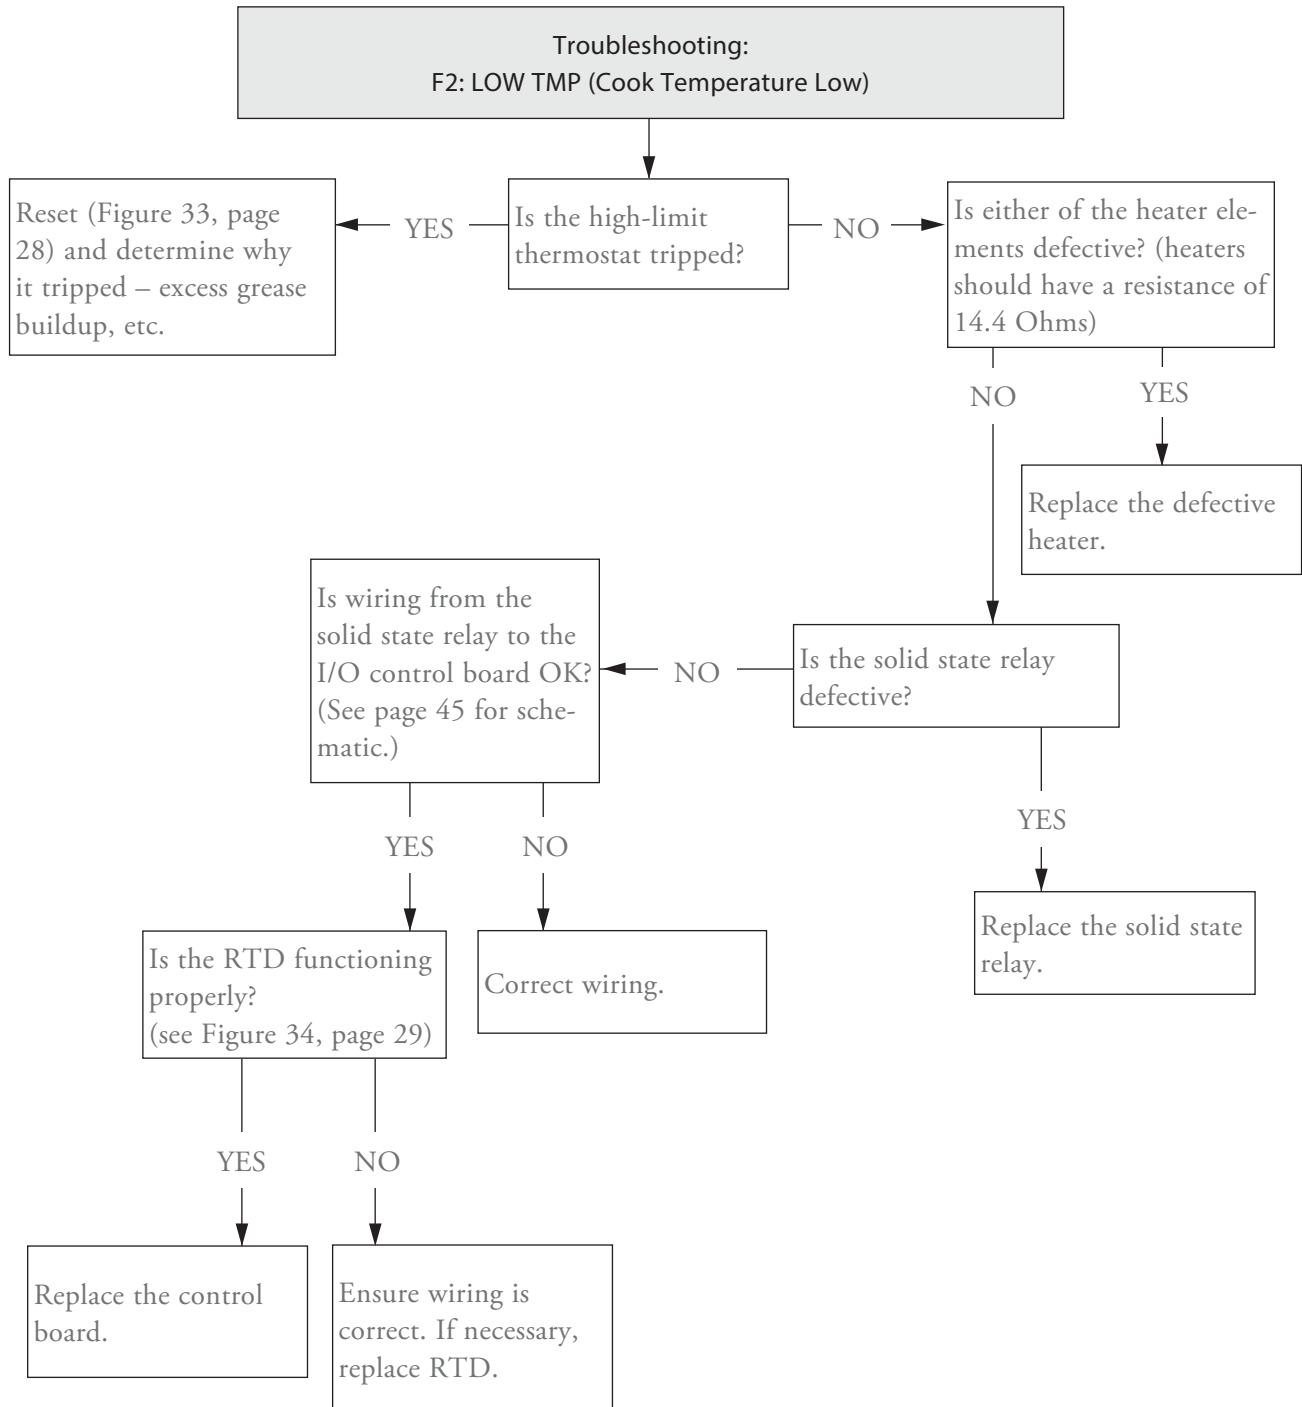 Troubleshooting:
F2: LOW TMP (Cook Temperature Low)
Reset (Figure 33, page
28) and determine why
it tripped – excess grease
buildup, etc.
YES
Is the high-limit
thermostat tripped?
NO
Is either of the heater ele-
ments defective? (heaters
should have a resistance of
14.4 Ohms)
NO
YES
Replace the defective
heater.
Is wiring from the
solid state relay to the
I/O control board OK?
(See page 45 for sche-
matic.)
NO
Is the solid state relay
defective?
YES
Replace the solid state
relay.
YES
NO
Is the RTD functioning
properly?
(see Figure 34, page 29)
Correct wiring.
YES
NO
Replace the control
board.
Ensure wiring is
correct. If necessary,
replace RTD.